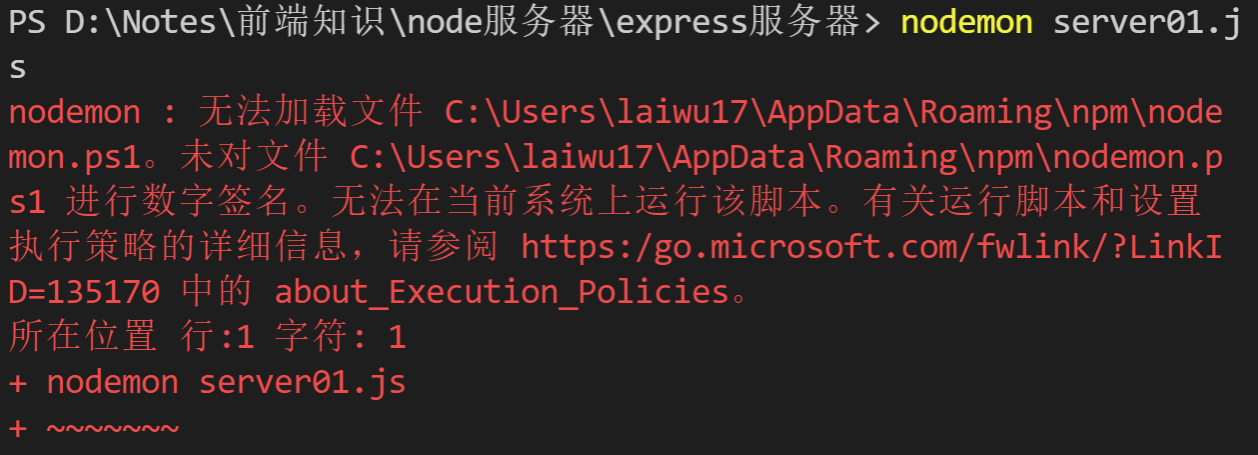 PS D:\Notes\前端知识\node服务器\express服务器> nodemon server01.j
s
nodemon : 无法加载文件 C:\Users\laiwu17\AppData\Roaming\npm\node
mon.ps1。未对文件 C:\Users\laiwu17\AppData\Roaming\npm\nodemon.p
s1 进行数字签名。无法在当前系统上运行该脚本。有关运行脚本和设置
执行策略的详细信息，请参阅 https:/go.microsoft.com/fwlink/?LinkI
D=135170 中的 about_Execution_Policies。
所在位置 行:1 字符: 1
+ nodemon server01.js
+ ~~~~~~~